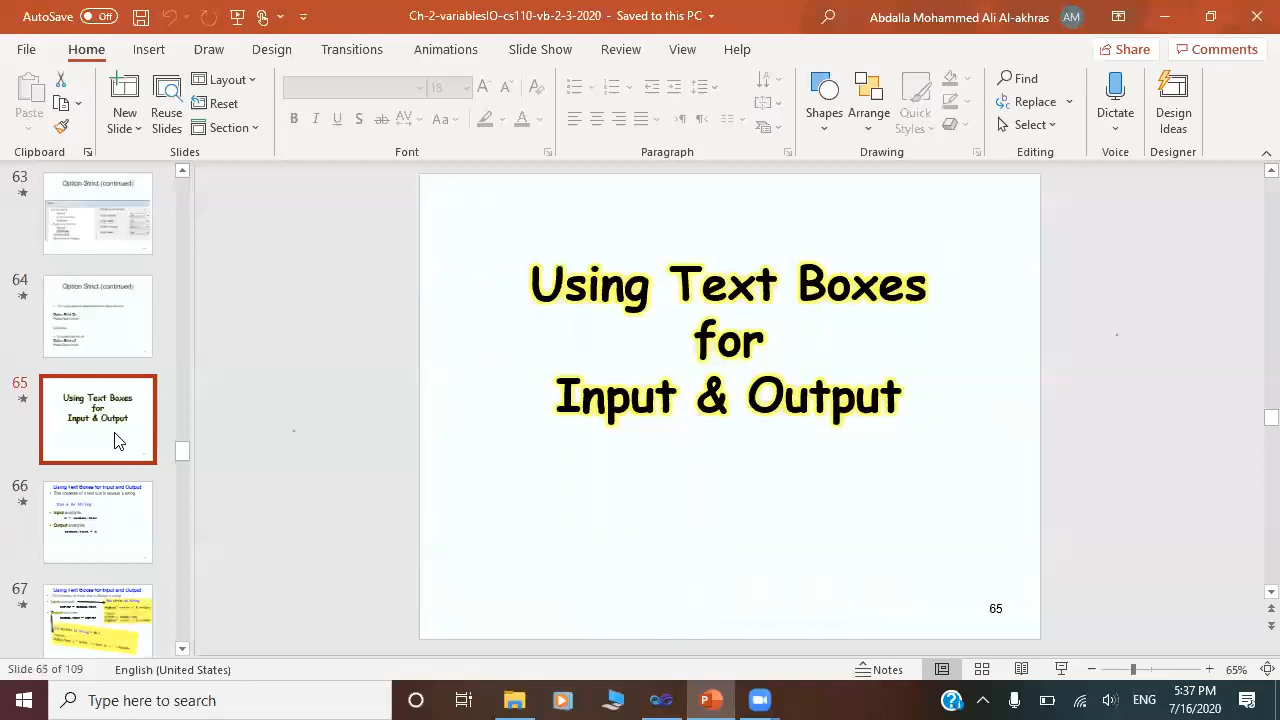 AutoSave Off
Ch-2-variablesIO-cs110-vb-2-3-2020 - Saved to this PC
Abdalla Mohammed Ali Al-akhras AM
File Home Insert Draw Design Transitions Animations Slide Show Review View Help
Share Comments
Paste
New Slide
Reuse Slides
Layout
Reset
Section
18
Find
Replace
Select
Shapes Arrange Quick Styles
Dictate
Design Ideas
Clipboard Slides Font Paragraph Drawing Editing Voice Designer
63
Option Strict (continued)
64
Option Strict (continued)
65
Using Text Boxes
for
Input & Output
66
Using Text Boxes for Input and Output
67
Using Text Boxes for Input and Output
Using Text Boxes
for
Input & Output
65
Slide 65 of 109 English (United States)
Notes
65%
Type here to search
ENG
5:37 PM
7/16/2020